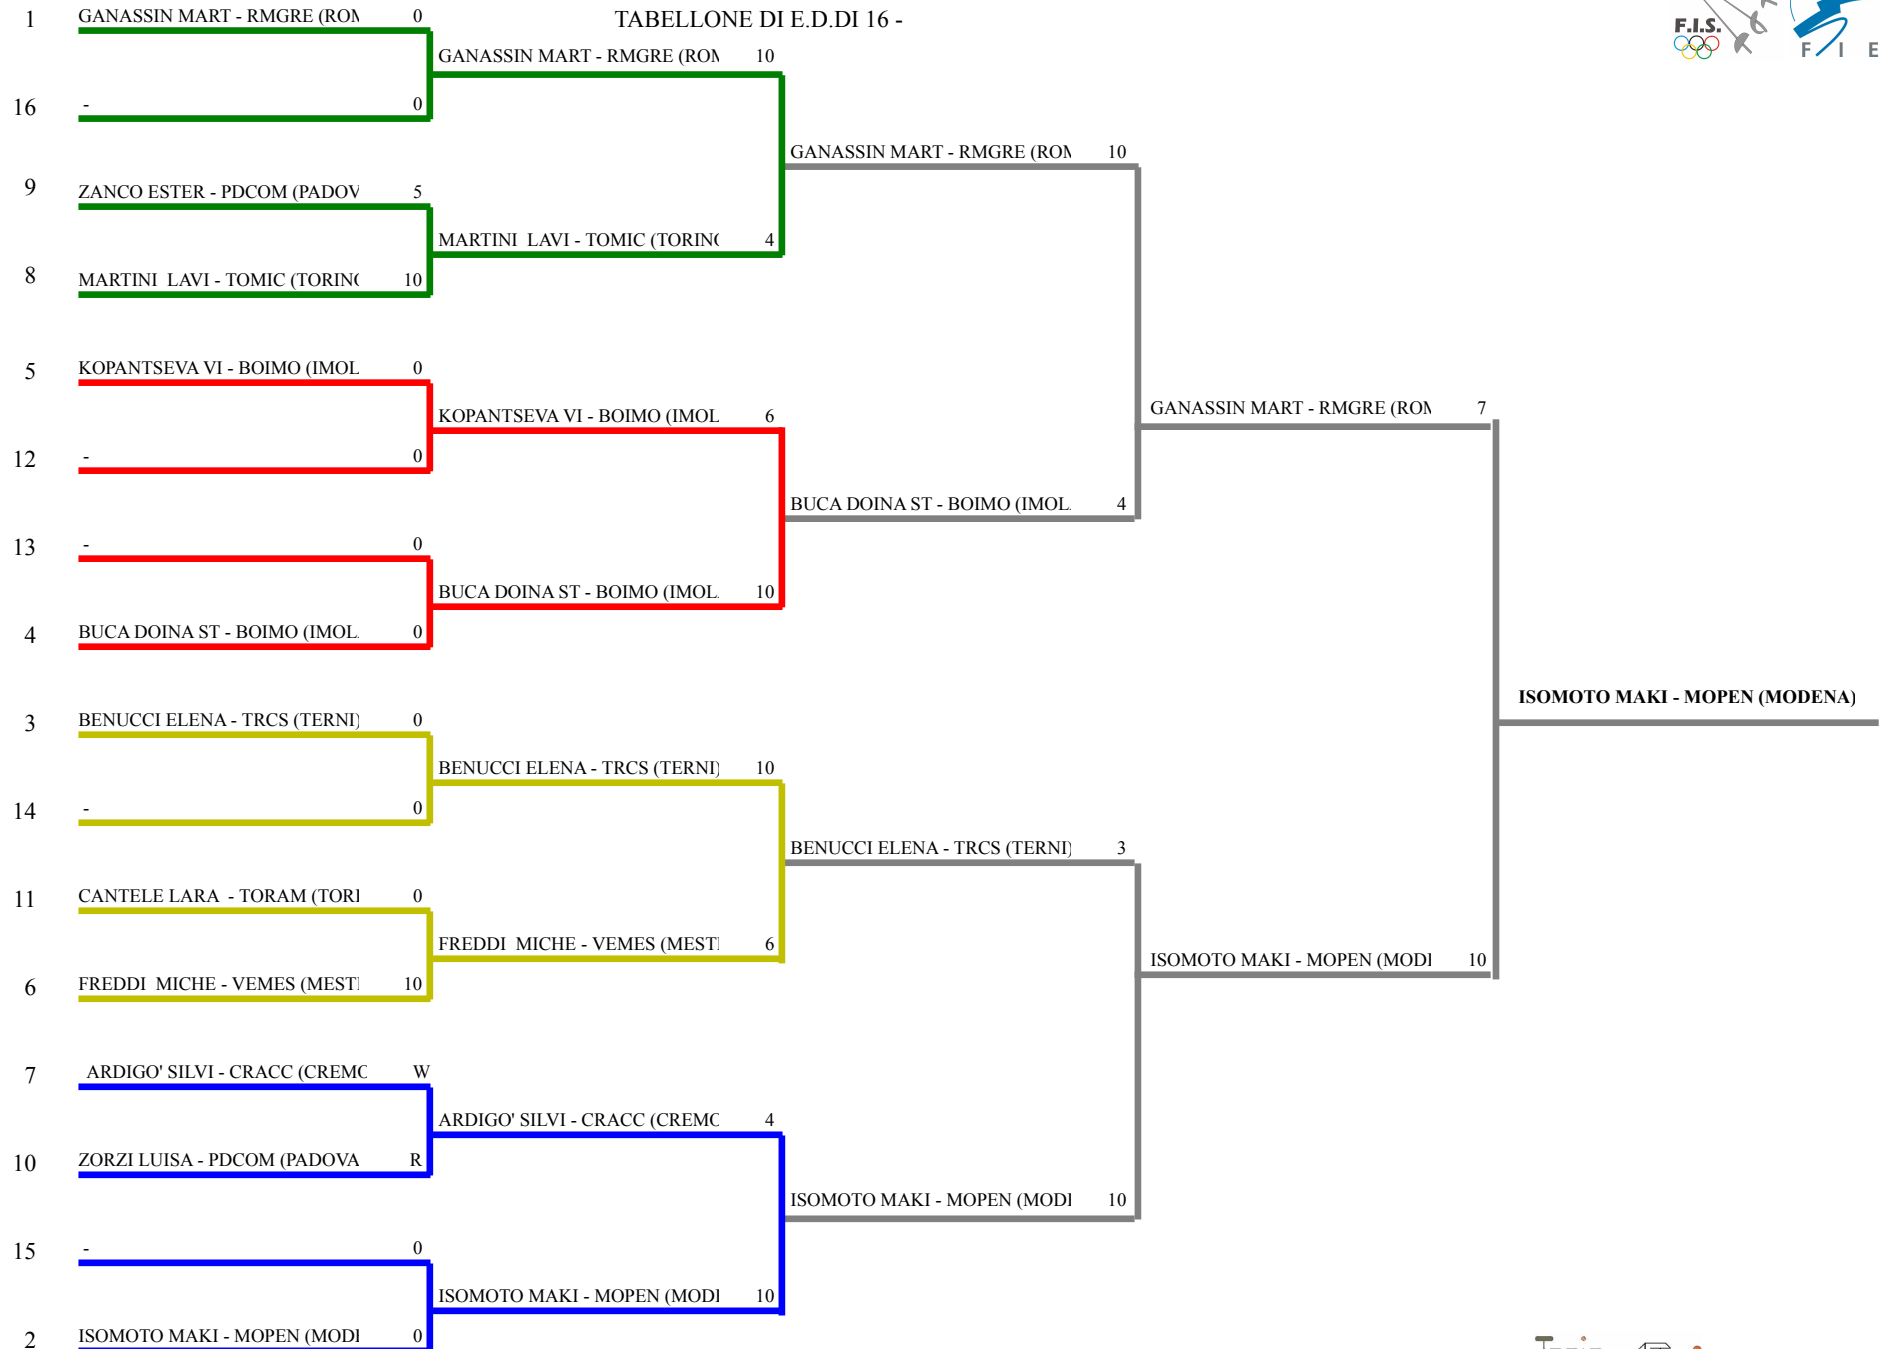 TABELLONE DI E.D.DI 16 -
F.I.S.
F I E
1 GANASSIN MART - RMGRE (ROM 0
GANASSIN MART - RMGRE (ROM 10
16 - 0
GANASSIN MART - RMGRE (ROM 10
9 ZANCO ESTER - PDCOM (PADOV 5
MARTINI LAVI - TOMIC (TORINO 4
8 MARTINI LAVI - TOMIC (TORINO 10
5 KOPANTSEVA VI - BOIMO (IMOL 0
KOPANTSEVA VI - BOIMO (IMOL 6
GANASSIN MART - RMGRE (ROM 7
12 - 0
BUCA DOINA ST - BOIMO (IMOL 4
13 - 0
BUCA DOINA ST - BOIMO (IMOL 10
4 BUCA DOINA ST - BOIMO (IMOL 0
ISOMOTO MAKI - MOPEN (MODENA)
3 BENUCCI ELENA - TRCS (TERNI) 0
BENUCCI ELENA - TRCS (TERNI) 10
14 - 0
BENUCCI ELENA - TRCS (TERNI) 3
11 CANTELE LARA - TORAM (TORI 0
FREDDI MICHE - VEMES (MEST 6
ISOMOTO MAKI - MOPEN (MODE 10
6 FREDDI MICHE - VEMES (MEST 10
7 ARDIGO' SILVI - CRACC (CREMO W
ARDIGO' SILVI - CRACC (CREMO 4
10 ZORZI LUISA - PDCOM (PADOVA R
ISOMOTO MAKI - MOPEN (MODE 10
15 - 0
ISOMOTO MAKI - MOPEN (MODE 10
2 ISOMOTO MAKI - MOPEN (MODE 0